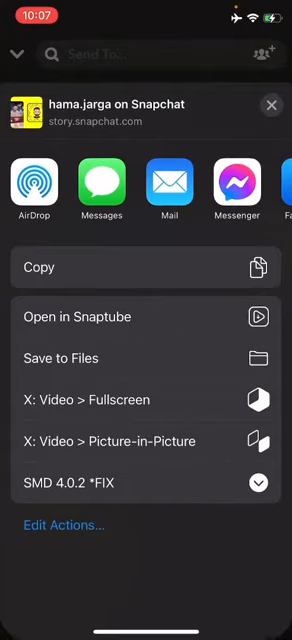 10:07
Send To...
hama.jarga on Snapchat
story.snapchat.com
AirDrop
Messages
Mail
Messenger
Fa
Copy
Open in Snaptube
Save to Files
X: Video > Fullscreen
X: Video > Picture-in-Picture
SMD 4.0.2 *FIX
Edit Actions...